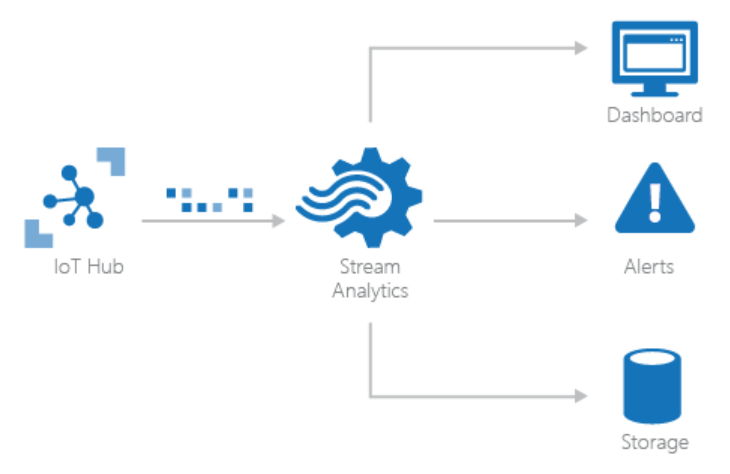 Dashboard
IoT Hub
Stream
Analytics
Alerts
Storage